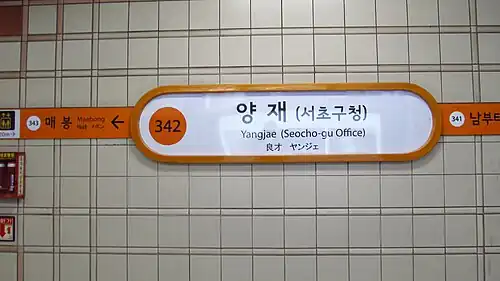 343 매봉 Maebong ←
342
양재 (서초구청)
Yangjae (Seocho-gu Office)
良才 ヤンジェ
341 남부터